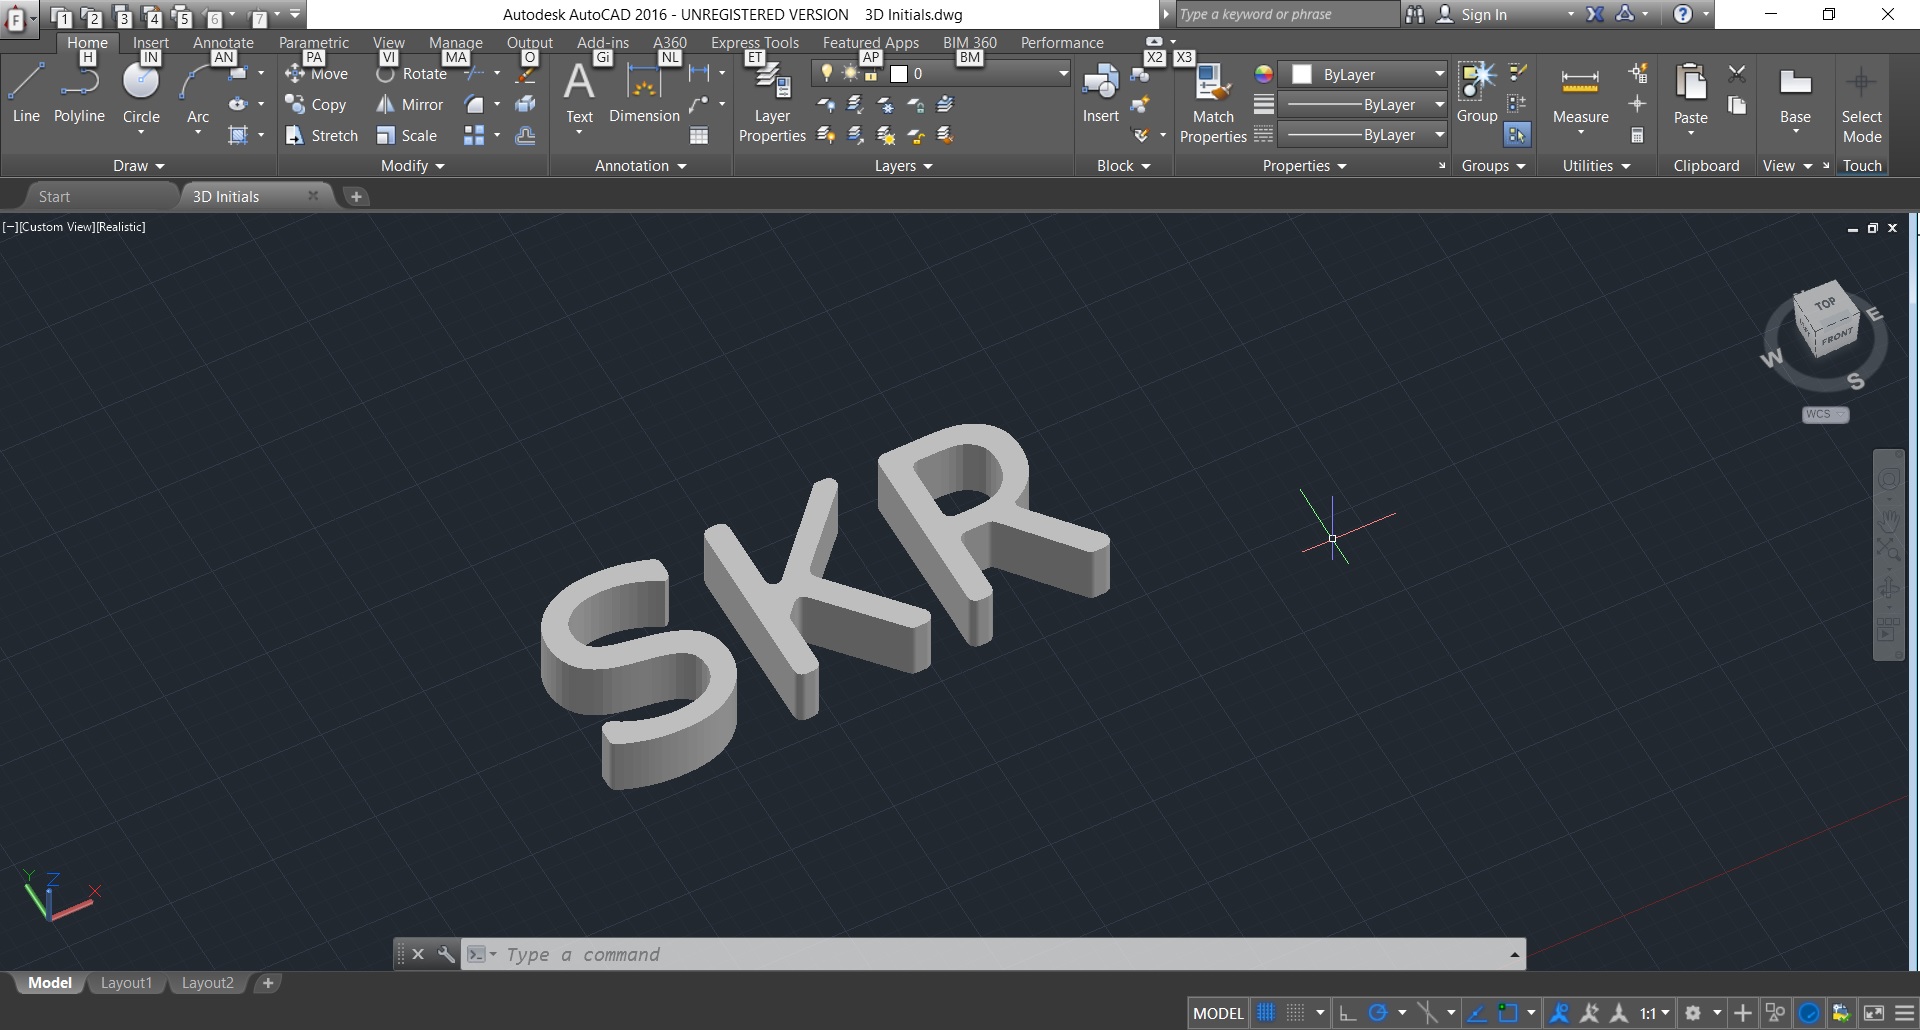 Autodesk AutoCAD 2016 - UNREGISTERED VERSION 3D Initials.dwg
Type a keyword or phrase
Sign In
F 1 2 3 4 5 6 7
Home Insert Annotate Parametric View Manage Output Add-ins A360 Express Tools Featured Apps BIM 360 Performance
H IN AN PA VI MA O Gi NL ET AP BM X2 X3
Line
Polyline
Circle
Arc
Draw
Move
Copy
Stretch
Rotate
Mirror
Scale
Modify
A
Text
Dimension
Annotation
Layer
Properties
0
Layers
Insert
Block
Match
Properties
ByLayer
ByLayer
ByLayer
Properties
Group
Groups
Measure
Utilities
Paste
Clipboard
Base
View
Select
Mode
Touch
Start
3D Initials
[−][Custom View][Realistic]
TOP
FRONT
W
S
E
WCS
SKR
Y Z X
Type a command
Model Layout1 Layout2
MODEL
1:1